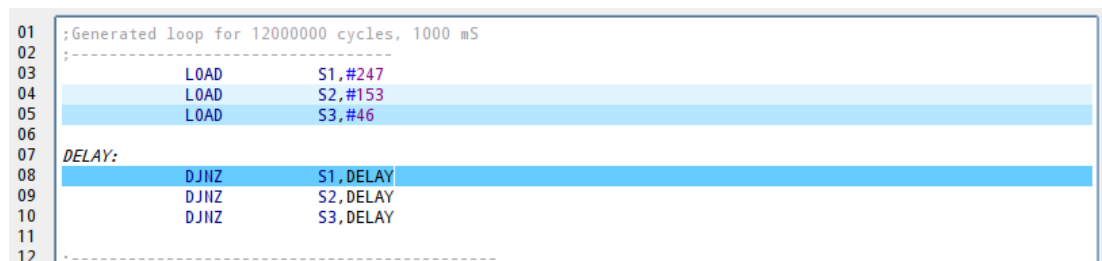 01 ;Generated loop for 12000000 cycles, 1000 mS
02 ;----------------------------------
03 LOAD S1,#247
04 LOAD S2,#153
05 LOAD S3,#46
06
07 DELAY:
08 DJNZ S1,DELAY
09 DJNZ S2,DELAY
10 DJNZ S3,DELAY
11
12 ;---------------------------------------------